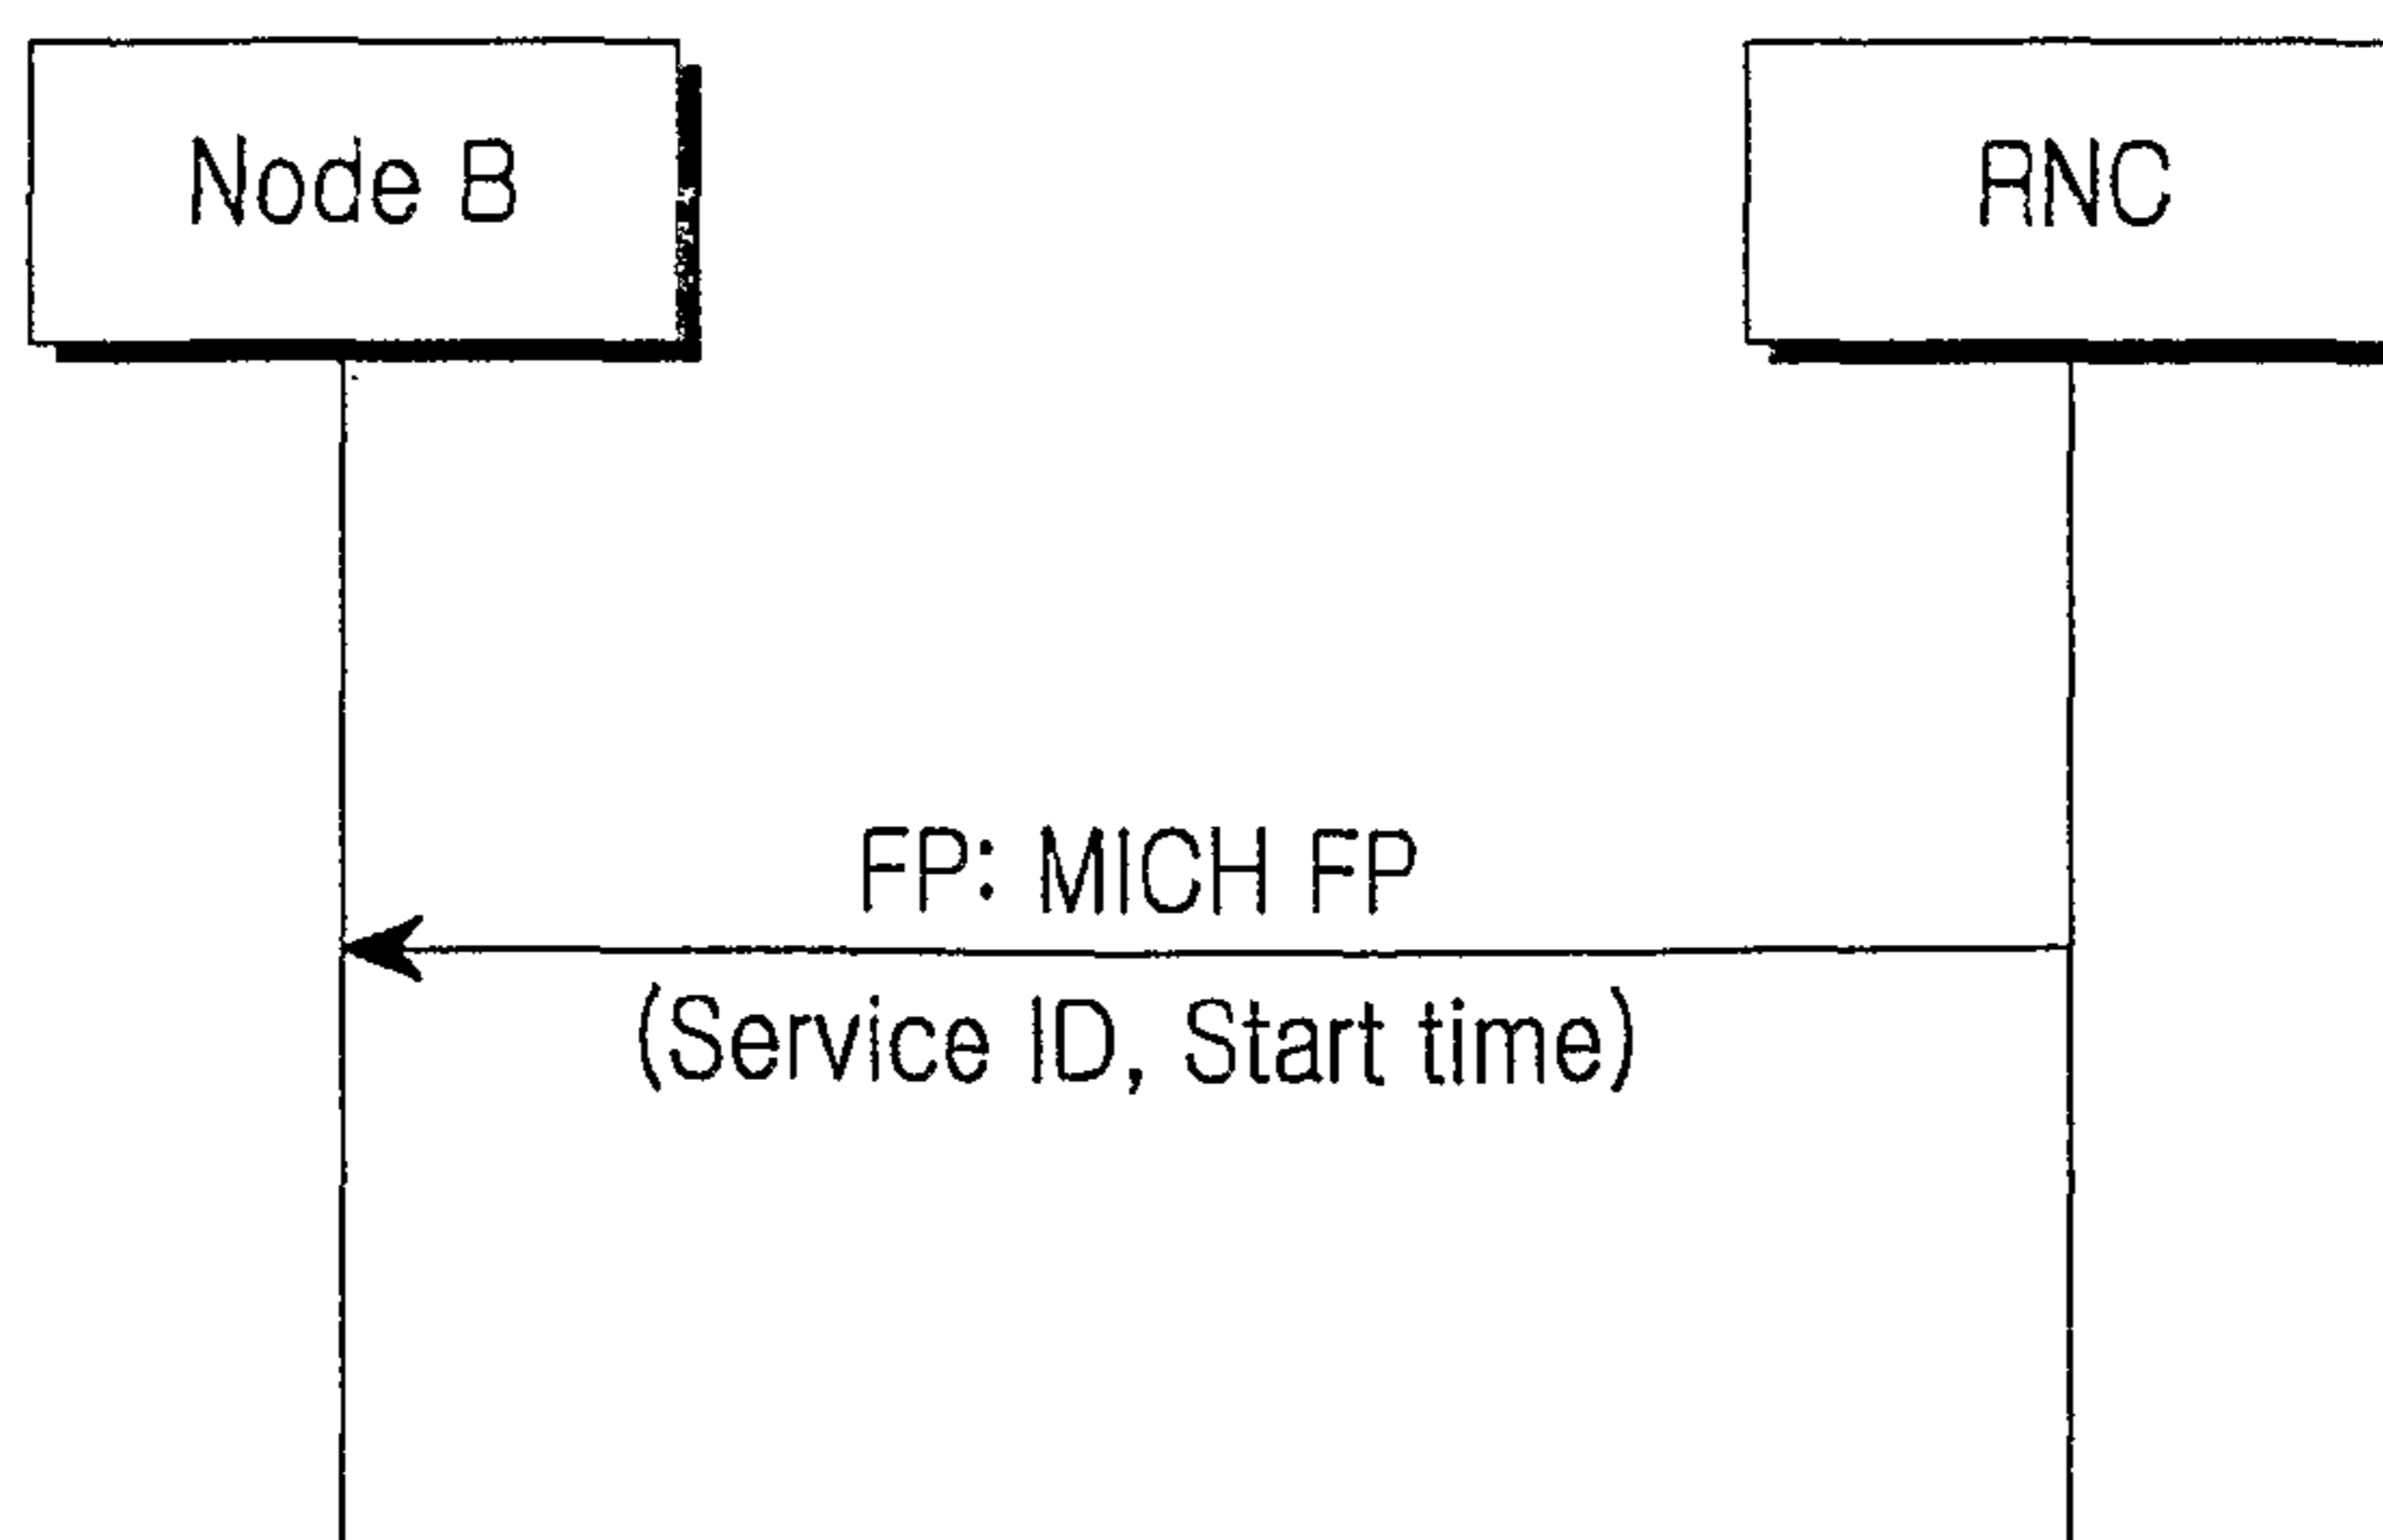 Node B
RNC
FP: MICH FP
(Service ID, Start time)